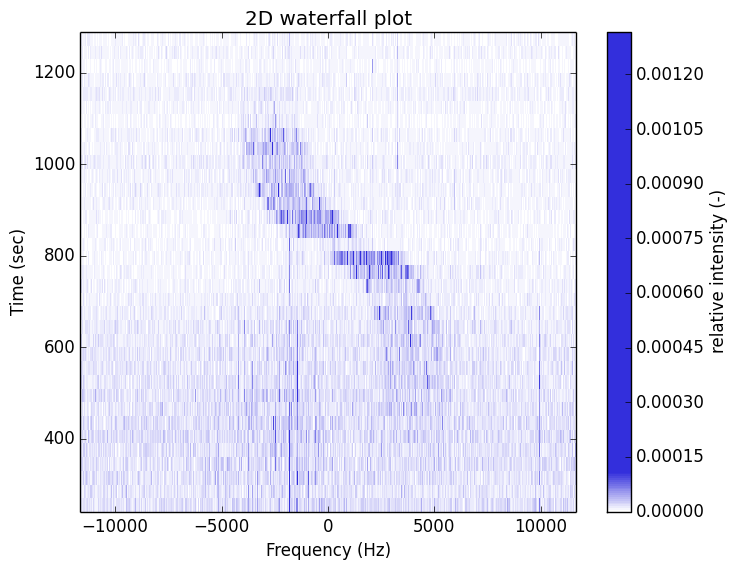 2D waterfall plot
1200
1000
800
600
400
Time (sec)
−10000 −5000 0 5000 10000
Frequency (Hz)
0.00120
0.00105
0.00090
0.00075
0.00060
0.00045
0.00030
0.00015
0.00000
relative intensity (-)